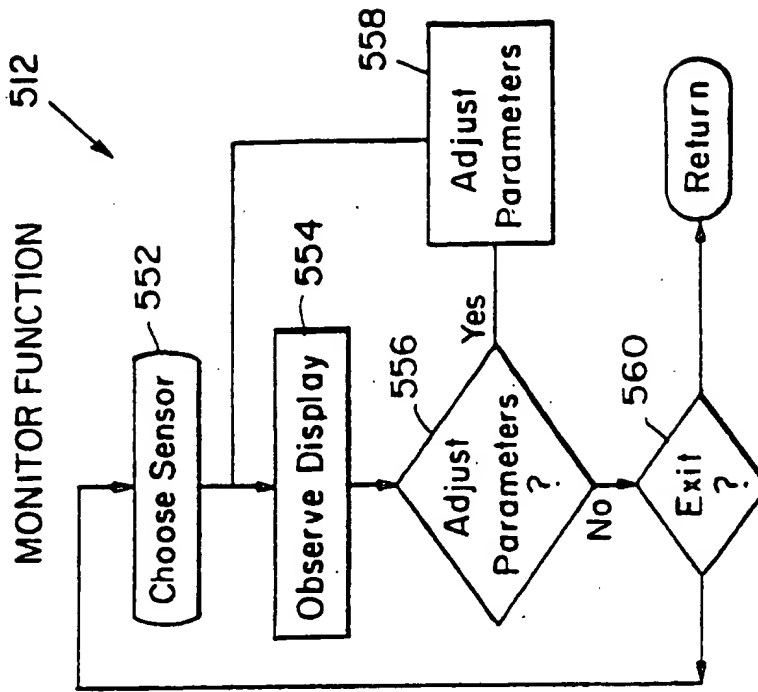 MONITOR FUNCTION
512
Choose Sensor
552
Observe Display
554
Adjust
Parameters
?
556
Yes
Adjust
Parameters
558
No
Exit
?
560
Return